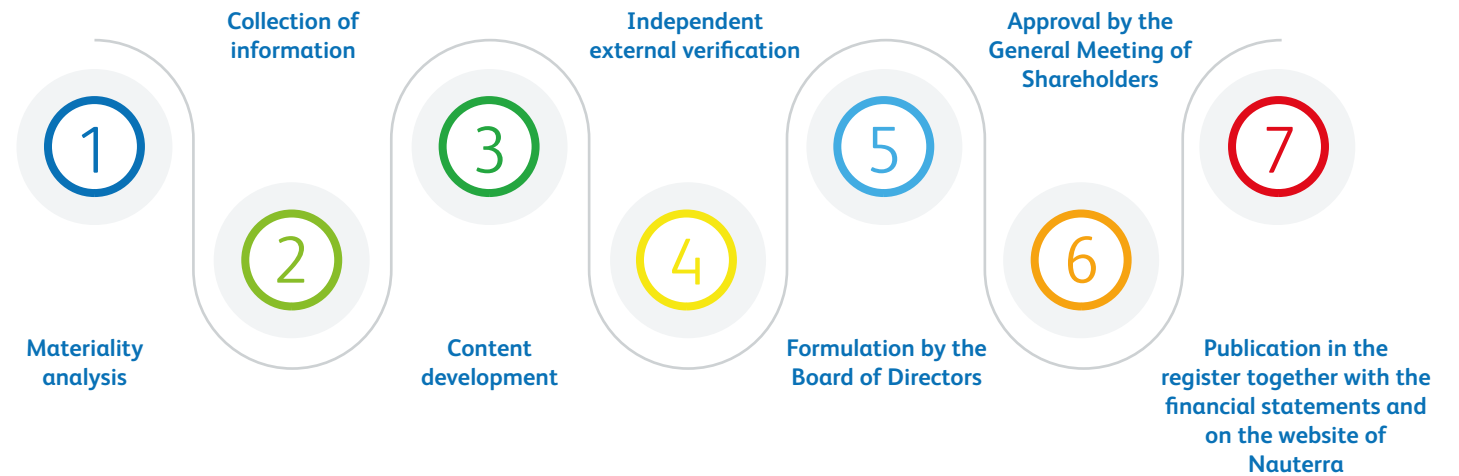 1
Materiality
analysis
2
Collection of
information
3
Content
development
4
Independent
external verification
5
Formulation by the
Board of Directors
6
Approval by the
General Meeting of
Shareholders
7
Publication in the
register together with the
financial statements and
on the website of
Nauterra